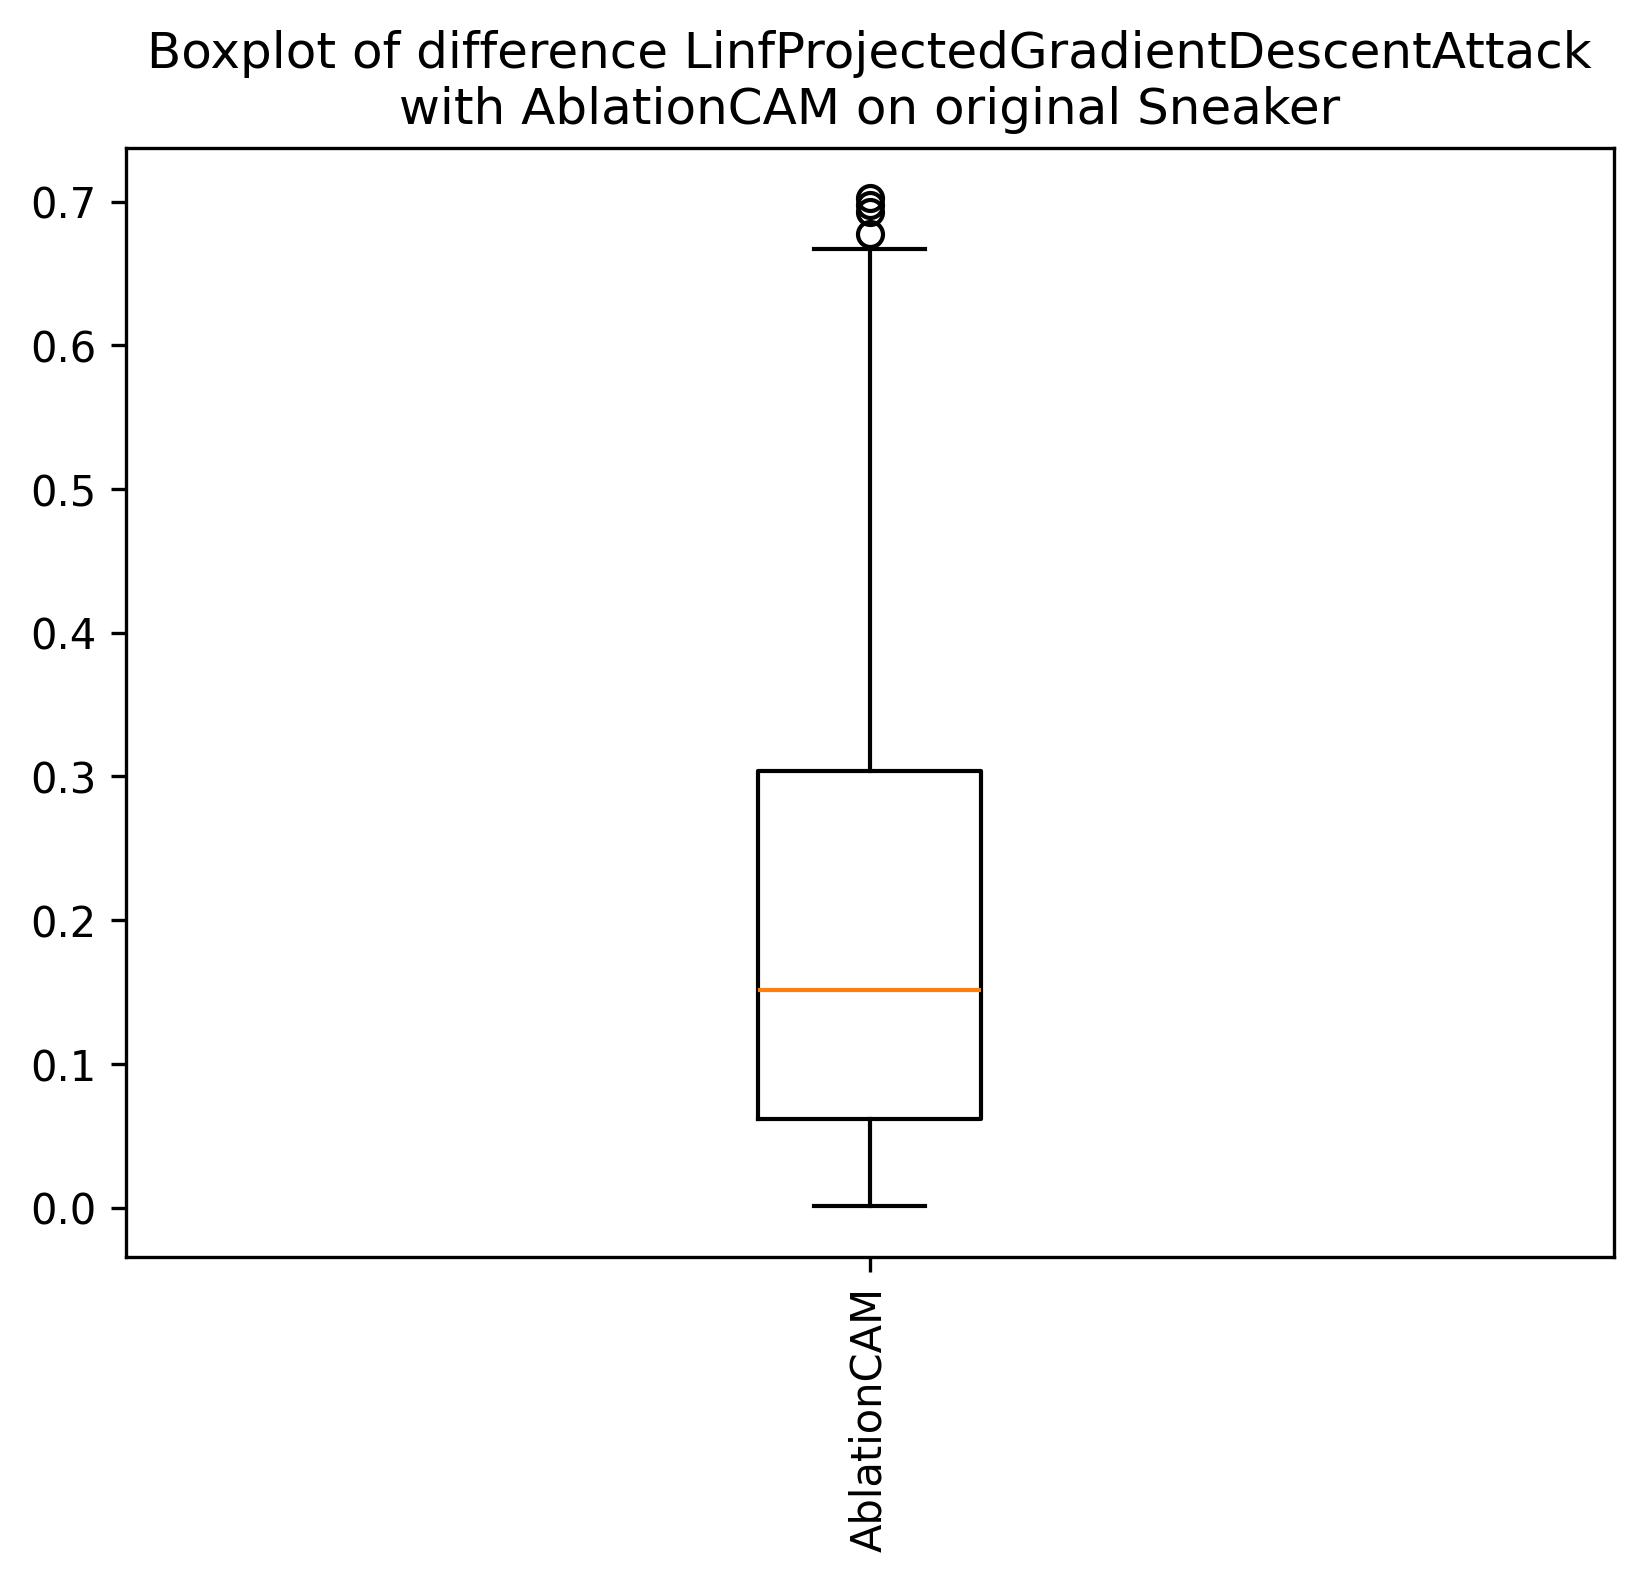 Boxplot of difference LinfProjectedGradientDescentAttack
with AblationCAM on original Sneaker
0.7
0.6
0.5
0.4
0.3
0.2
0.1
0.0
AblationCAM